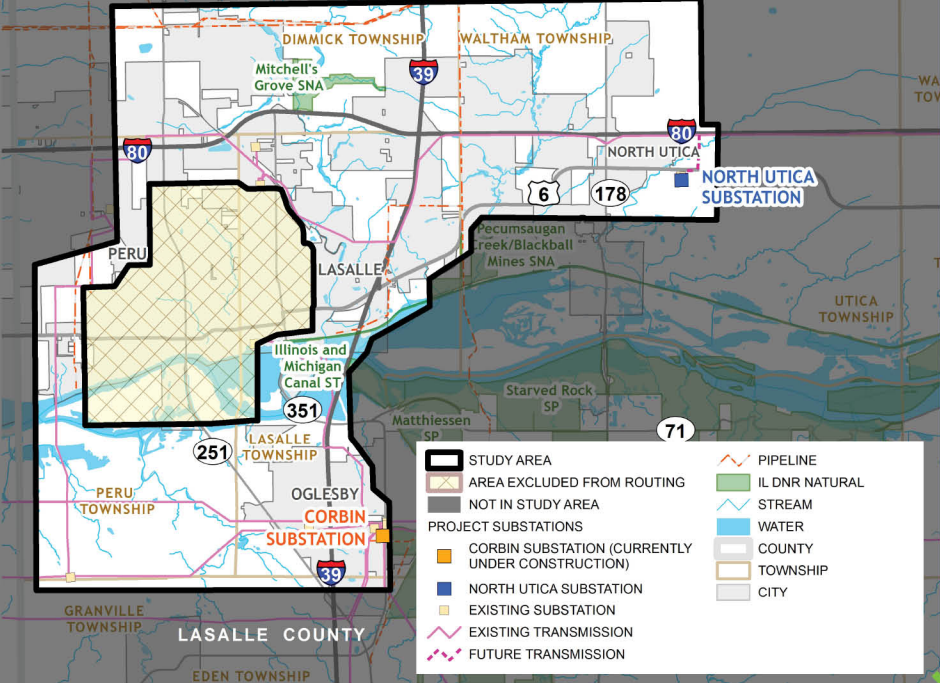 DIMMICK TOWNSHIP
WALTHAM TOWNSHIP
39
Mitchell's
Grove SNA
WA
TOW
80
80
NORTH UTICA
NORTH UTICA
SUBSTATION
6
178
PERU
LASALLE
Pecumsaugan
Creek/Blackball
Mines SNA
UTICA
TOWNSHIP
Illinois and
Michigan
Canal ST
Starved Rock
SP
351
Matthiessen
SP
71
251
LASALLE
TOWNSHIP
PERU
TOWNSHIP
OGLESBY
CORBIN
SUBSTATION
39
GRANVILLE
TOWNSHIP
LASALLE COUNTY
EDEN TOWNSHIP
STUDY AREA
AREA EXCLUDED FROM ROUTING
NOT IN STUDY AREA
PROJECT SUBSTATIONS
CORBIN SUBSTATION (CURRENTLY
UNDER CONSTRUCTION)
NORTH UTICA SUBSTATION
EXISTING SUBSTATION
EXISTING TRANSMISSION
FUTURE TRANSMISSION
PIPELINE
IL DNR NATURAL
STREAM
WATER
COUNTY
TOWNSHIP
CITY